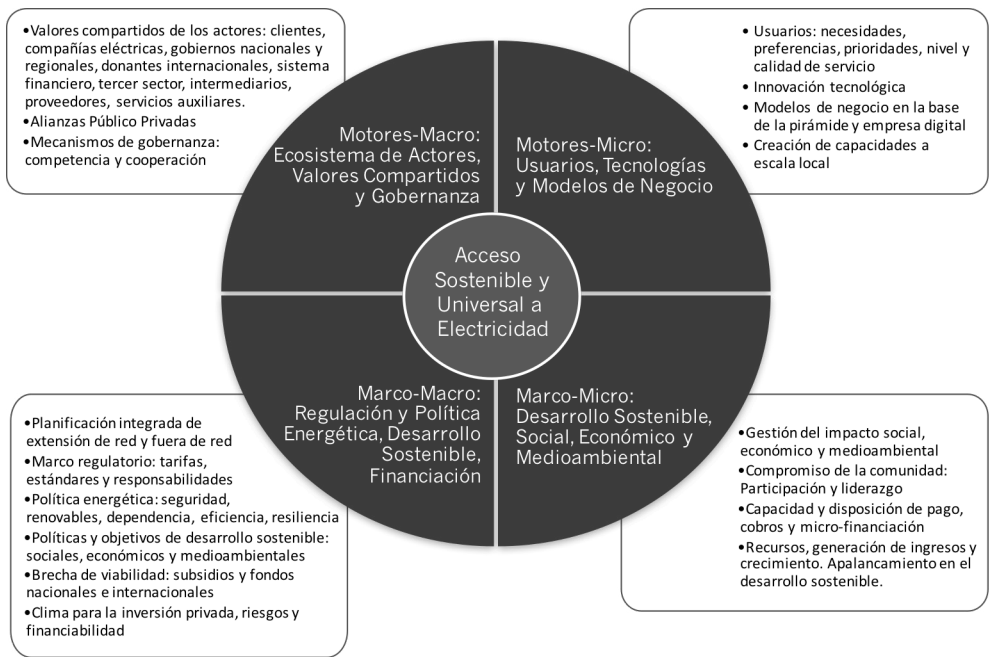 •Valores compartidos de los actores: clientes,
compañías eléctricas, gobiernos nacionales y
regionales, donantes internacionales, sistema
financiero, tercer sector, intermediarios,
proveedores, servicios auxiliares.
•Alianzas Público Privadas
•Mecanismos de gobernanza:
competencia y cooperación
• Usuarios: necesidades,
preferencias, prioridades, nivel y
calidad de servicio
• Innovación tecnológica
• Modelos de negocio en la base
de la pirámide y empresa digital
• Creación de capacidades a
escala local
Motores-Macro:
Ecosistema de Actores,
Valores Compartidos
y Gobernanza
Motores-Micro:
Usuarios, Tecnologías
y Modelos de Negocio
Acceso
Sostenible y
Universal a
Electricidad
Marco-Macro:
Regulación y Política
Energética, Desarrollo
Sostenible,
Financiación
Marco-Micro:
Desarrollo Sostenible,
Social, Económico y
Medioambiental
•Planificación integrada de
extensión de red y fuera de red
•Marco regulatorio: tarifas,
estándares y responsabilidades
•Política energética: seguridad,
renovables, dependencia, eficiencia, resiliencia
•Políticas y objetivos de desarrollo sostenible:
sociales, económicos y medioambientales
•Brecha de viabilidad: subsidios y fondos
nacionales e internacionales
•Clima para la inversión privada, riesgos y
financiabilidad
•Gestión del impacto social,
económico y medioambiental
•Compromiso de la comunidad:
Participación y liderazgo
•Capacidad y disposición de pago,
cobros y micro-financiación
•Recursos, generación de ingresos y
crecimiento. Apalancamiento en el
desarrollo sostenible.